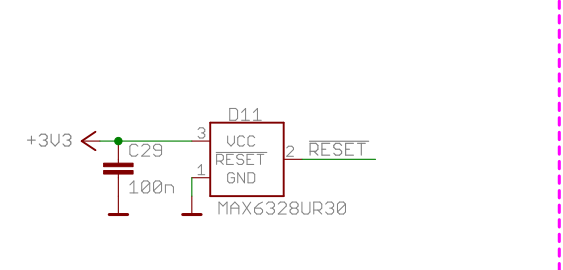 D11
+3V3
3
VCC
C29
RESET
2
RESET
1
GND
100n
MAX6328UR30